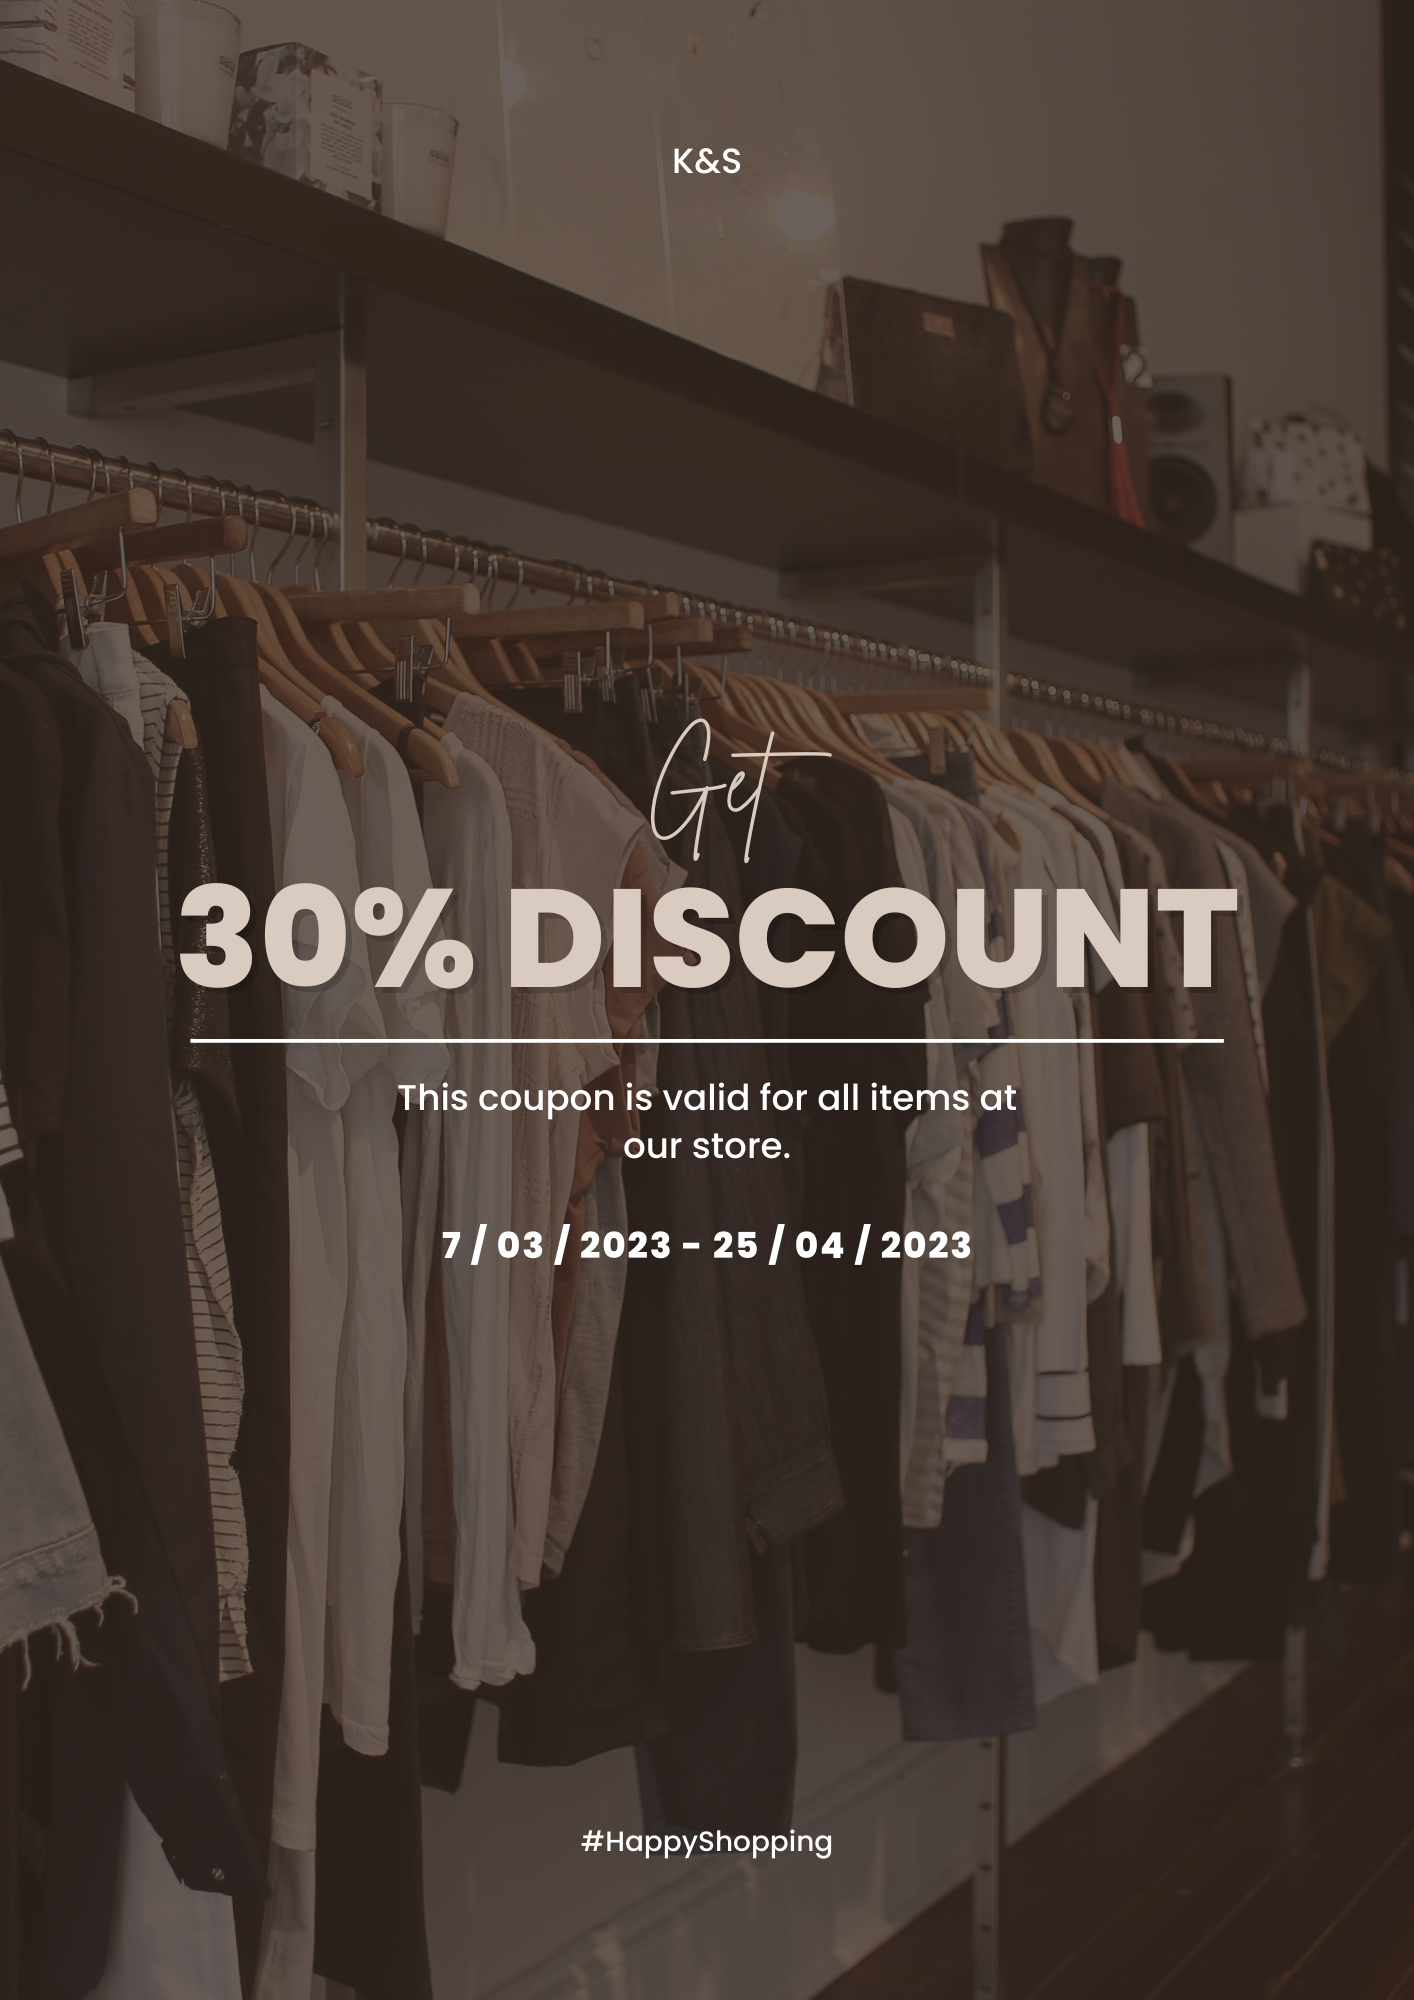 K&S
Get
30% DISCOUNT
This coupon is valid for all items at
our store.
7 / 03 / 2023 - 25 / 04 / 2023
#HappyShopping